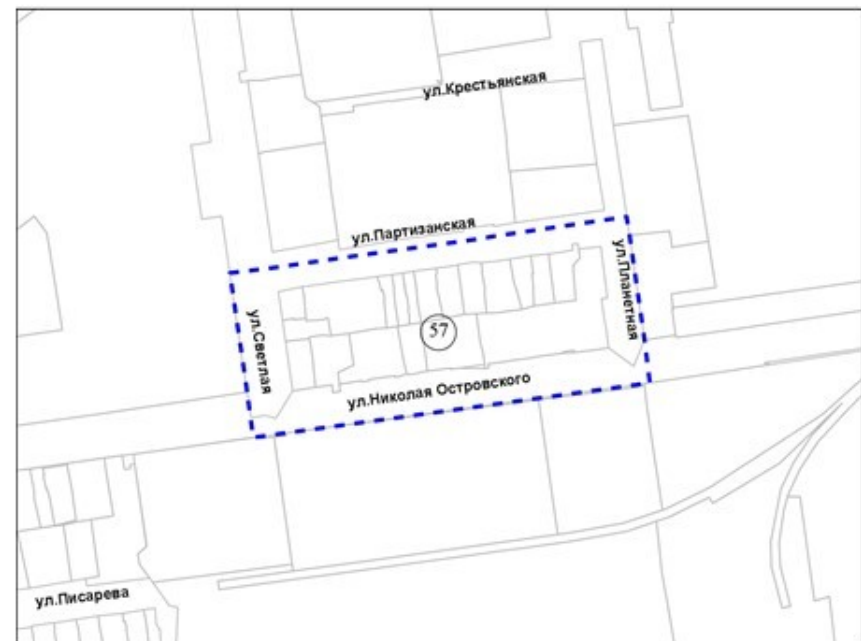 ул.Крестьянская
ул.Партизанская
ул.Планетная
ул.Светлая
57
ул.Николая Островского
ул.Писарева